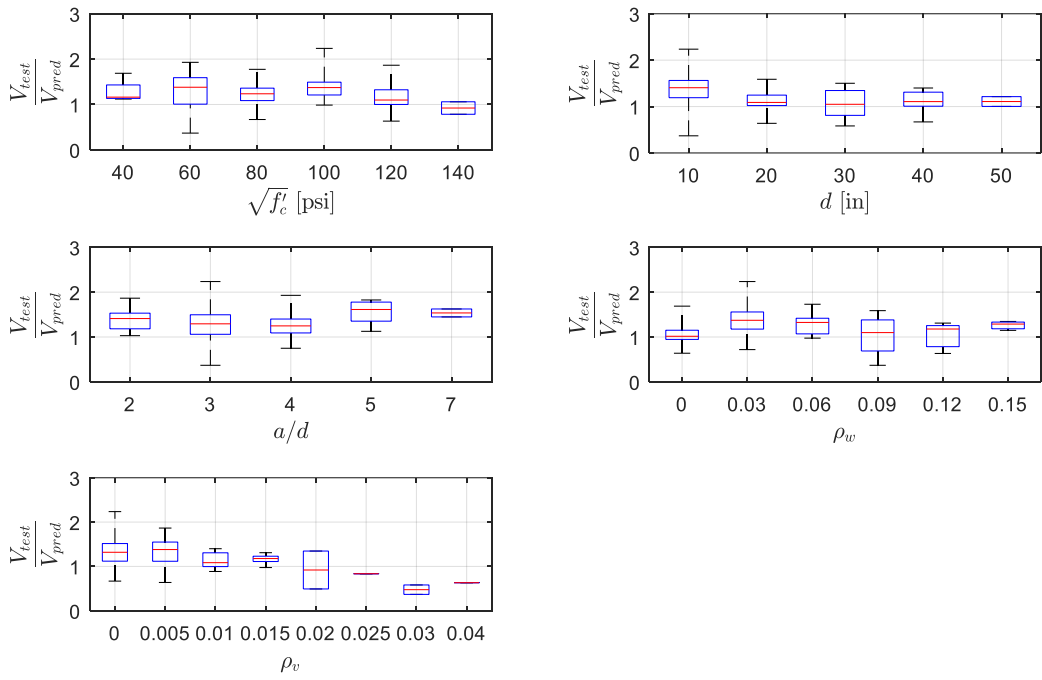 3
2
1
0
V_test / V_pred
40 60 80 100 120 140
√f'_c [psi]
3
2
1
0
V_test / V_pred
10 20 30 40 50
d [in]
3
2
1
0
V_test / V_pred
2 3 4 5 7
a/d
3
2
1
0
V_test / V_pred
0 0.03 0.06 0.09 0.12 0.15
ρ_w
3
2
1
0
V_test / V_pred
0 0.005 0.01 0.015 0.02 0.025 0.03 0.04
ρ_v